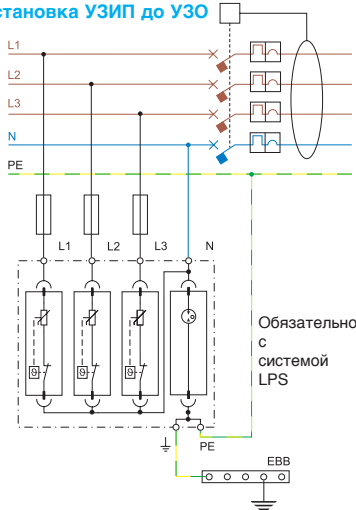 становка УЗИП до УЗО
L1
L2
L3
N
PE
L1 L2 L3 N
Обязательно
с
системой
LPS
PE
EBB